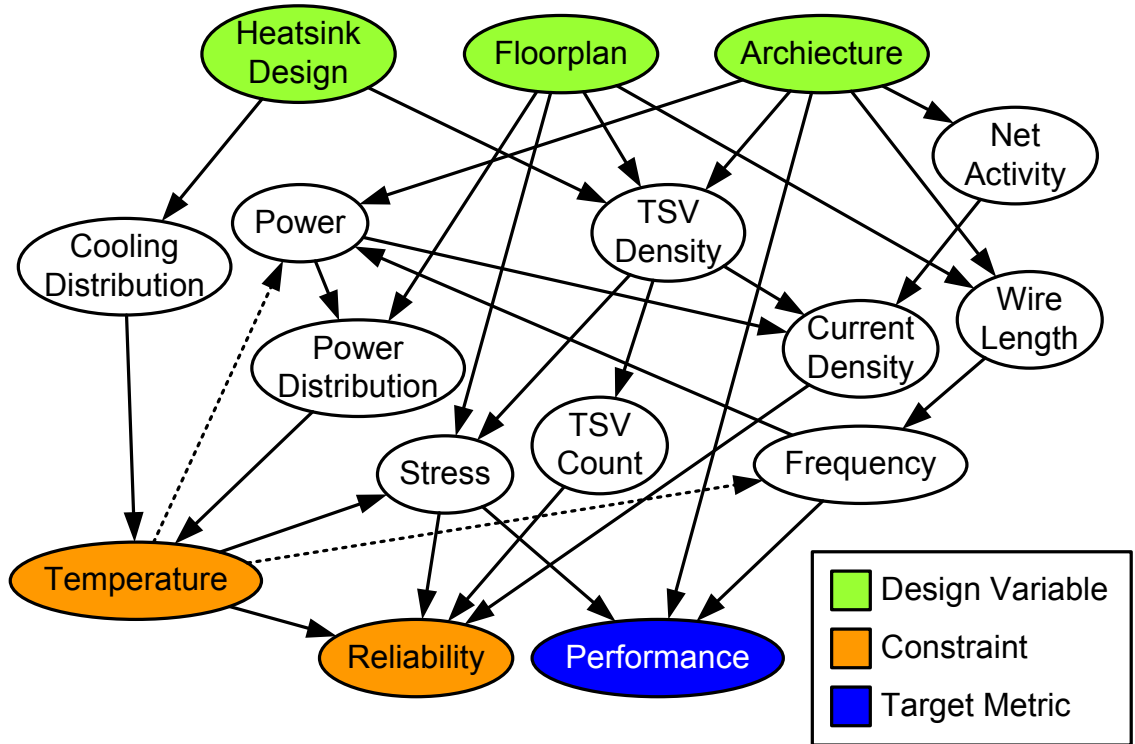 Heatsink
Design
Floorplan
Archiecture
Net
Activity
Power
TSV
Density
Cooling
Distribution
Wire
Length
Current
Density
Power
Distribution
TSV
Count
Stress
Frequency
Temperature
Reliability
Performance
Design Variable
Constraint
Target Metric